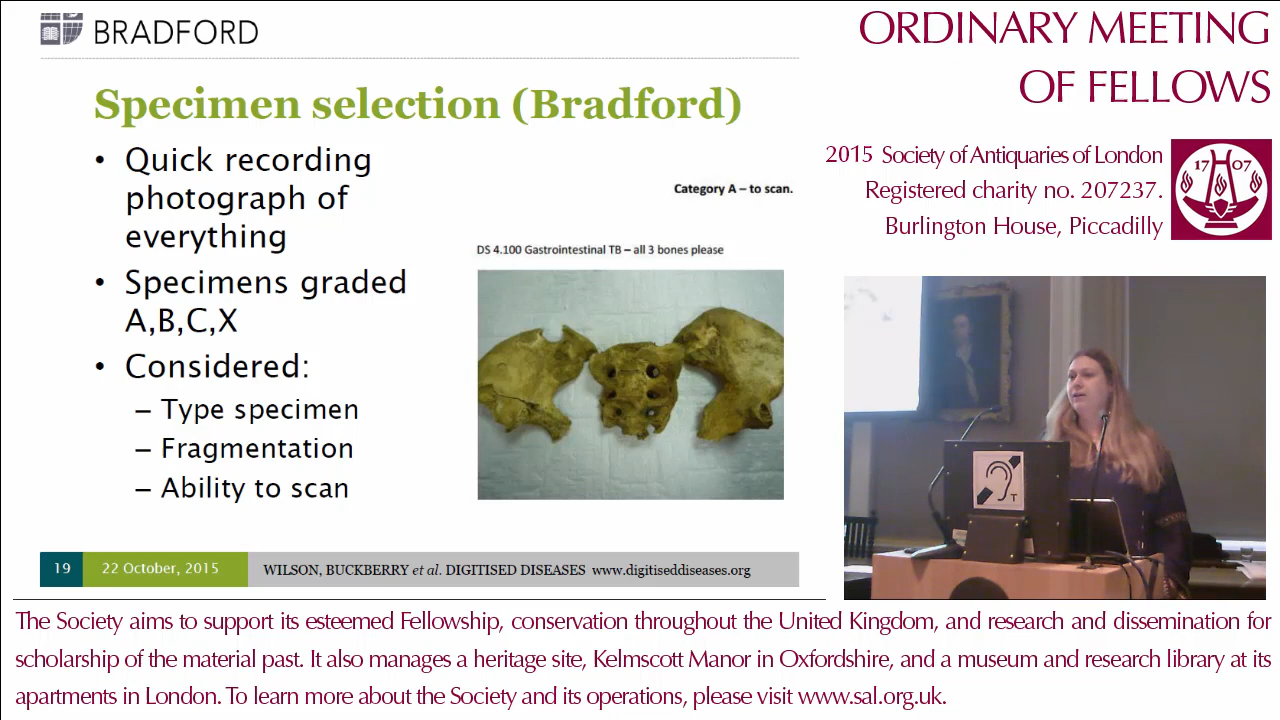 BRADFORD
Specimen selection (Bradford)
• Quick recording
photograph of
everything
• Specimens graded
A,B,C,X
• Considered:
– Type specimen
– Fragmentation
– Ability to scan
Category A – to scan.
DS 4.100 Gastrointestinal TB – all 3 bones please
19 22 October, 2015 WILSON, BUCKBERRY et al. DIGITISED DISEASES www.digitiseddiseases.org
ORDINARY MEETING
OF FELLOWS
2015 Society of Antiquaries of London
Registered charity no. 207237.
Burlington House, Piccadilly
17 07
T
The Society aims to support its esteemed Fellowship, conservation throughout the United Kingdom, and research and dissemination for
scholarship of the material past. It also manages a heritage site, Kelmscott Manor in Oxfordshire, and a museum and research library at its
apartments in London. To learn more about the Society and its operations, please visit www.sal.org.uk.